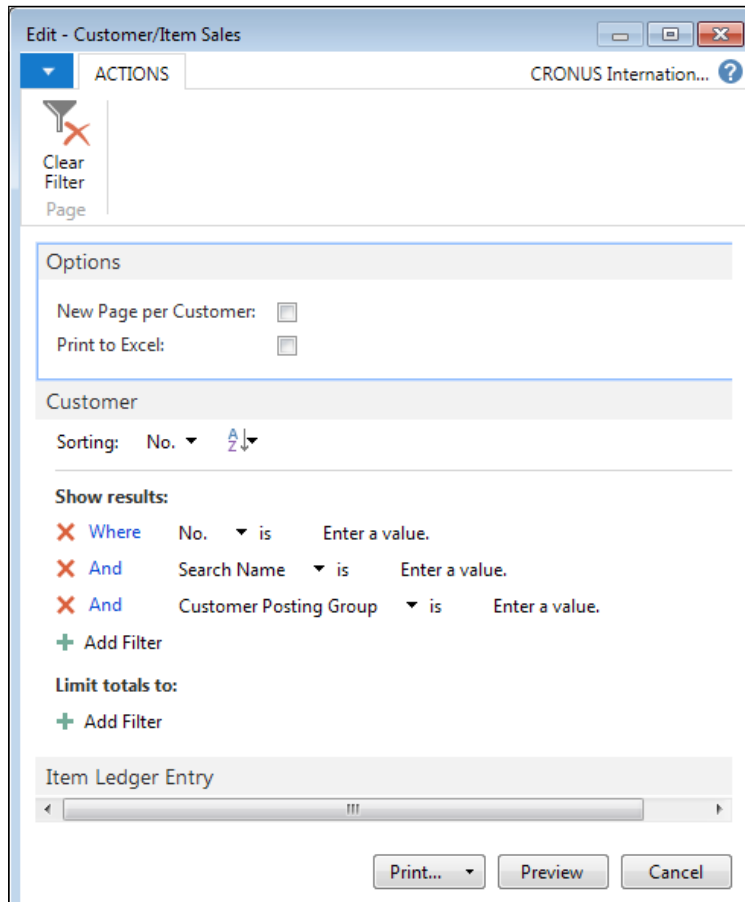 Edit - Customer/Item Sales
ACTIONS
CRONUS Internation... ?
Clear
Filter
Page
Options
New Page per Customer:
Print to Excel:
Customer
Sorting: No. AZ
Show results:
Where No. is Enter a value.
And Search Name is Enter a value.
And Customer Posting Group is Enter a value.
Add Filter
Limit totals to:
Add Filter
Item Ledger Entry
Print... Preview Cancel